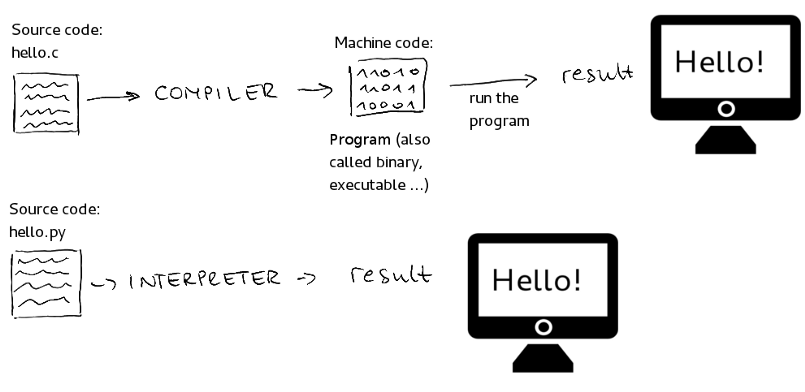 Source code:
hello.c
COMPILER
Machine code:
11010
11011
10001
Program (also
called binary,
executable ...)
run the
program
result
Hello!
Source code:
hello.py
INTERPRETER
result
Hello!